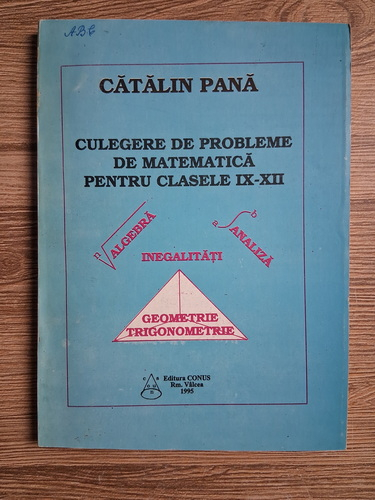 ABC
CĂTĂLIN PANĂ
CULEGERE DE PROBLEME
DE MATEMATICĂ
PENTRU CLASELE IX-XII
n
ALGEBRĂ
b
a
ANALIZĂ
INEGALITĂȚI
GEOMETRIE
TRIGONOMETRIE
Editura CONUS
Rm. Vâlcea
1995